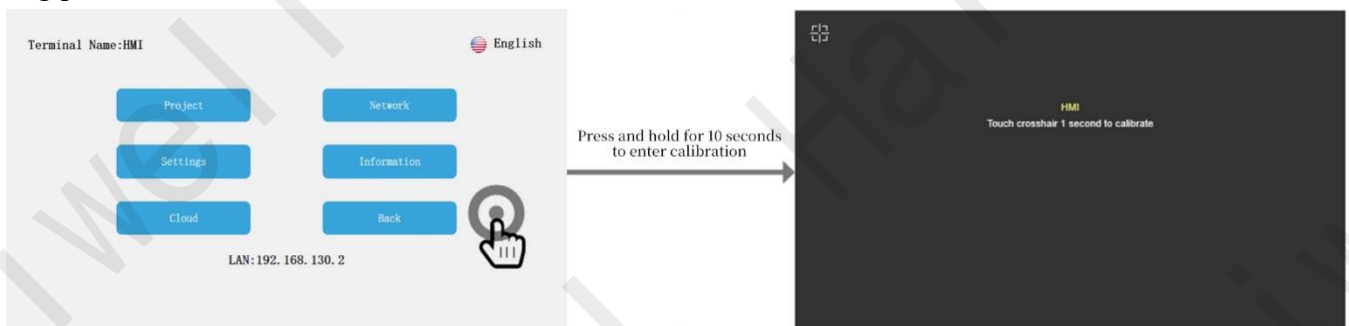 Terminal Name:HMI
English
Project
Network
Settings
Information
Cloud
Back
LAN:192. 168. 130. 2
Press and hold for 10 seconds
to enter calibration
HMI
Touch crosshair 1 second to calibrate